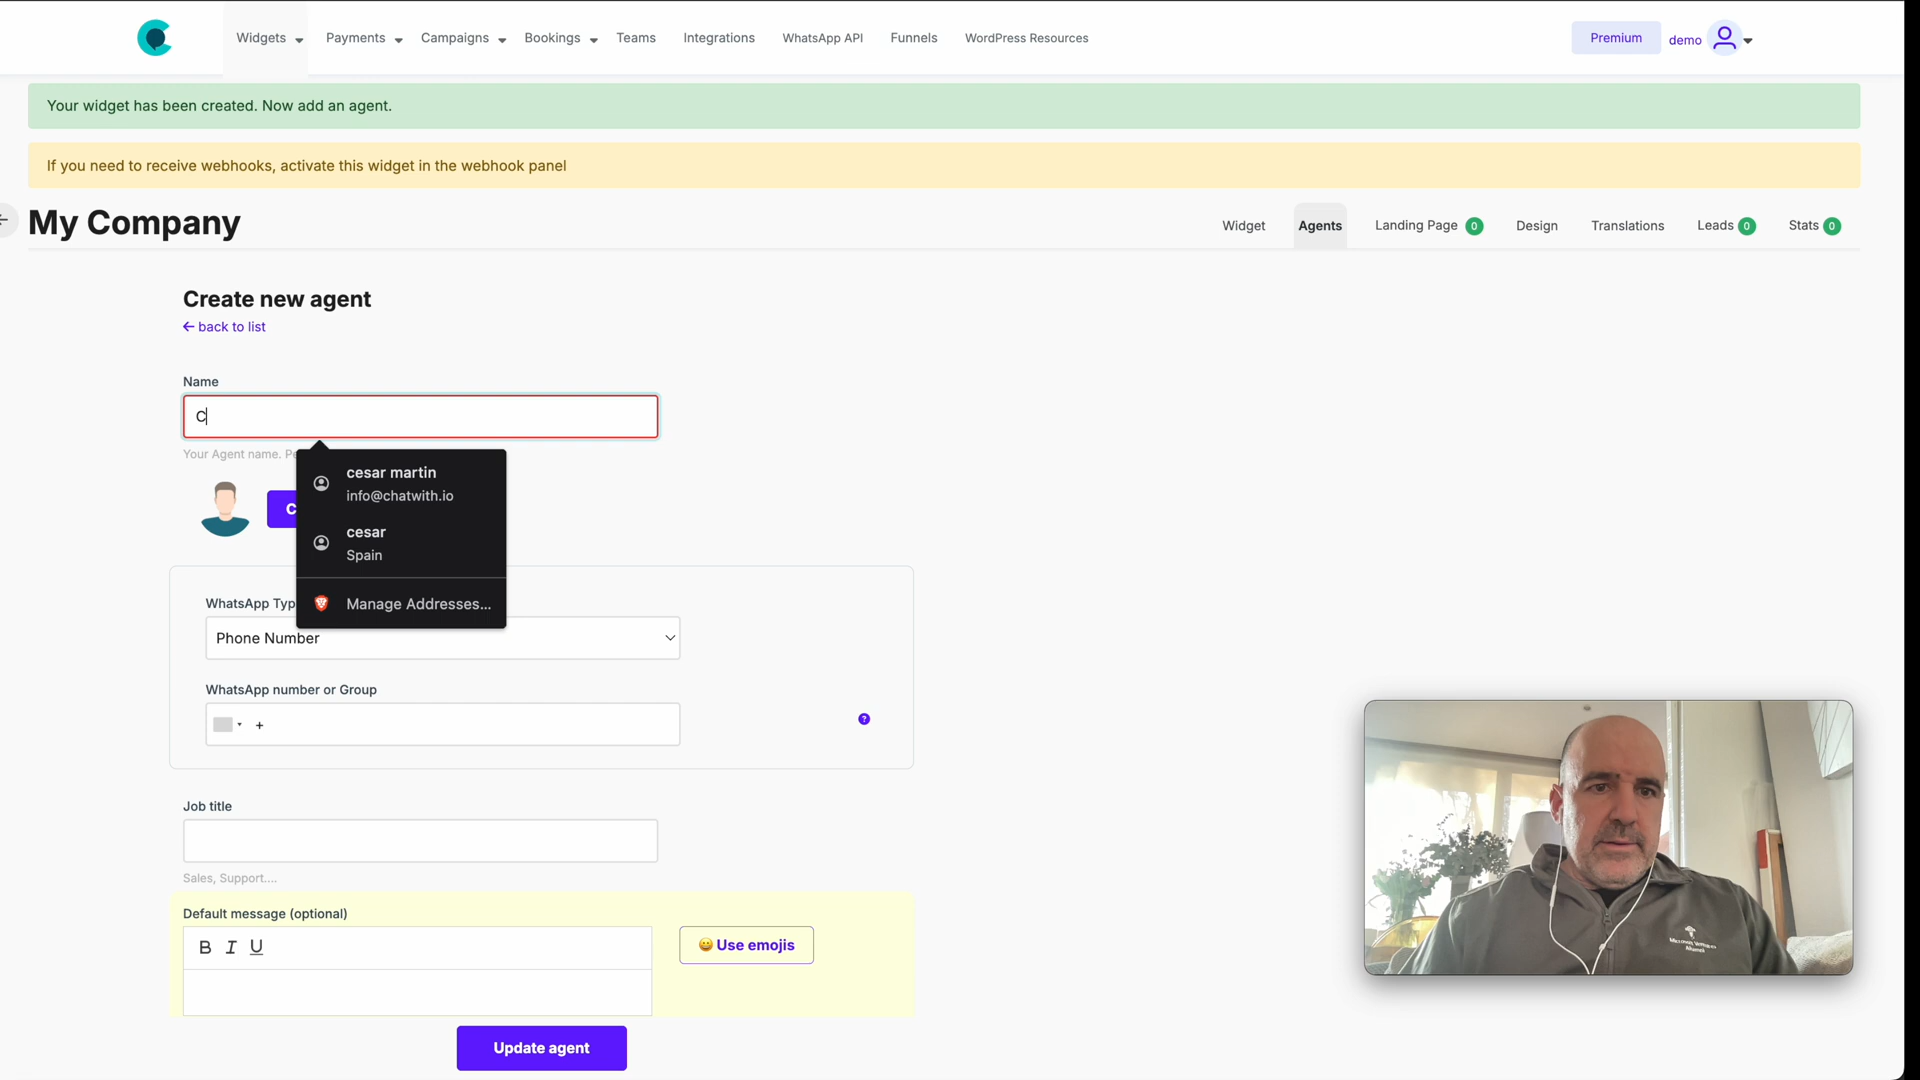 Widgets Payments Campaigns Bookings Teams Integrations WhatsApp API Funnels WordPress Resources Premium demo
Your widget has been created. Now add an agent.
If you need to receive webhooks, activate this widget in the webhook panel
My Company
Widget Agents Landing Page 0 Design Translations Leads 0 Stats 0
Create new agent
← back to list
Name
C
Your Agent name.
cesar martin
info@chatwith.io
C
cesar
Spain
Manage Addresses...
WhatsApp Typ
Phone Number
WhatsApp number or Group
+
?
Job title
Sales, Support....
Default message (optional)
B I U
😀 Use emojis
Update agent